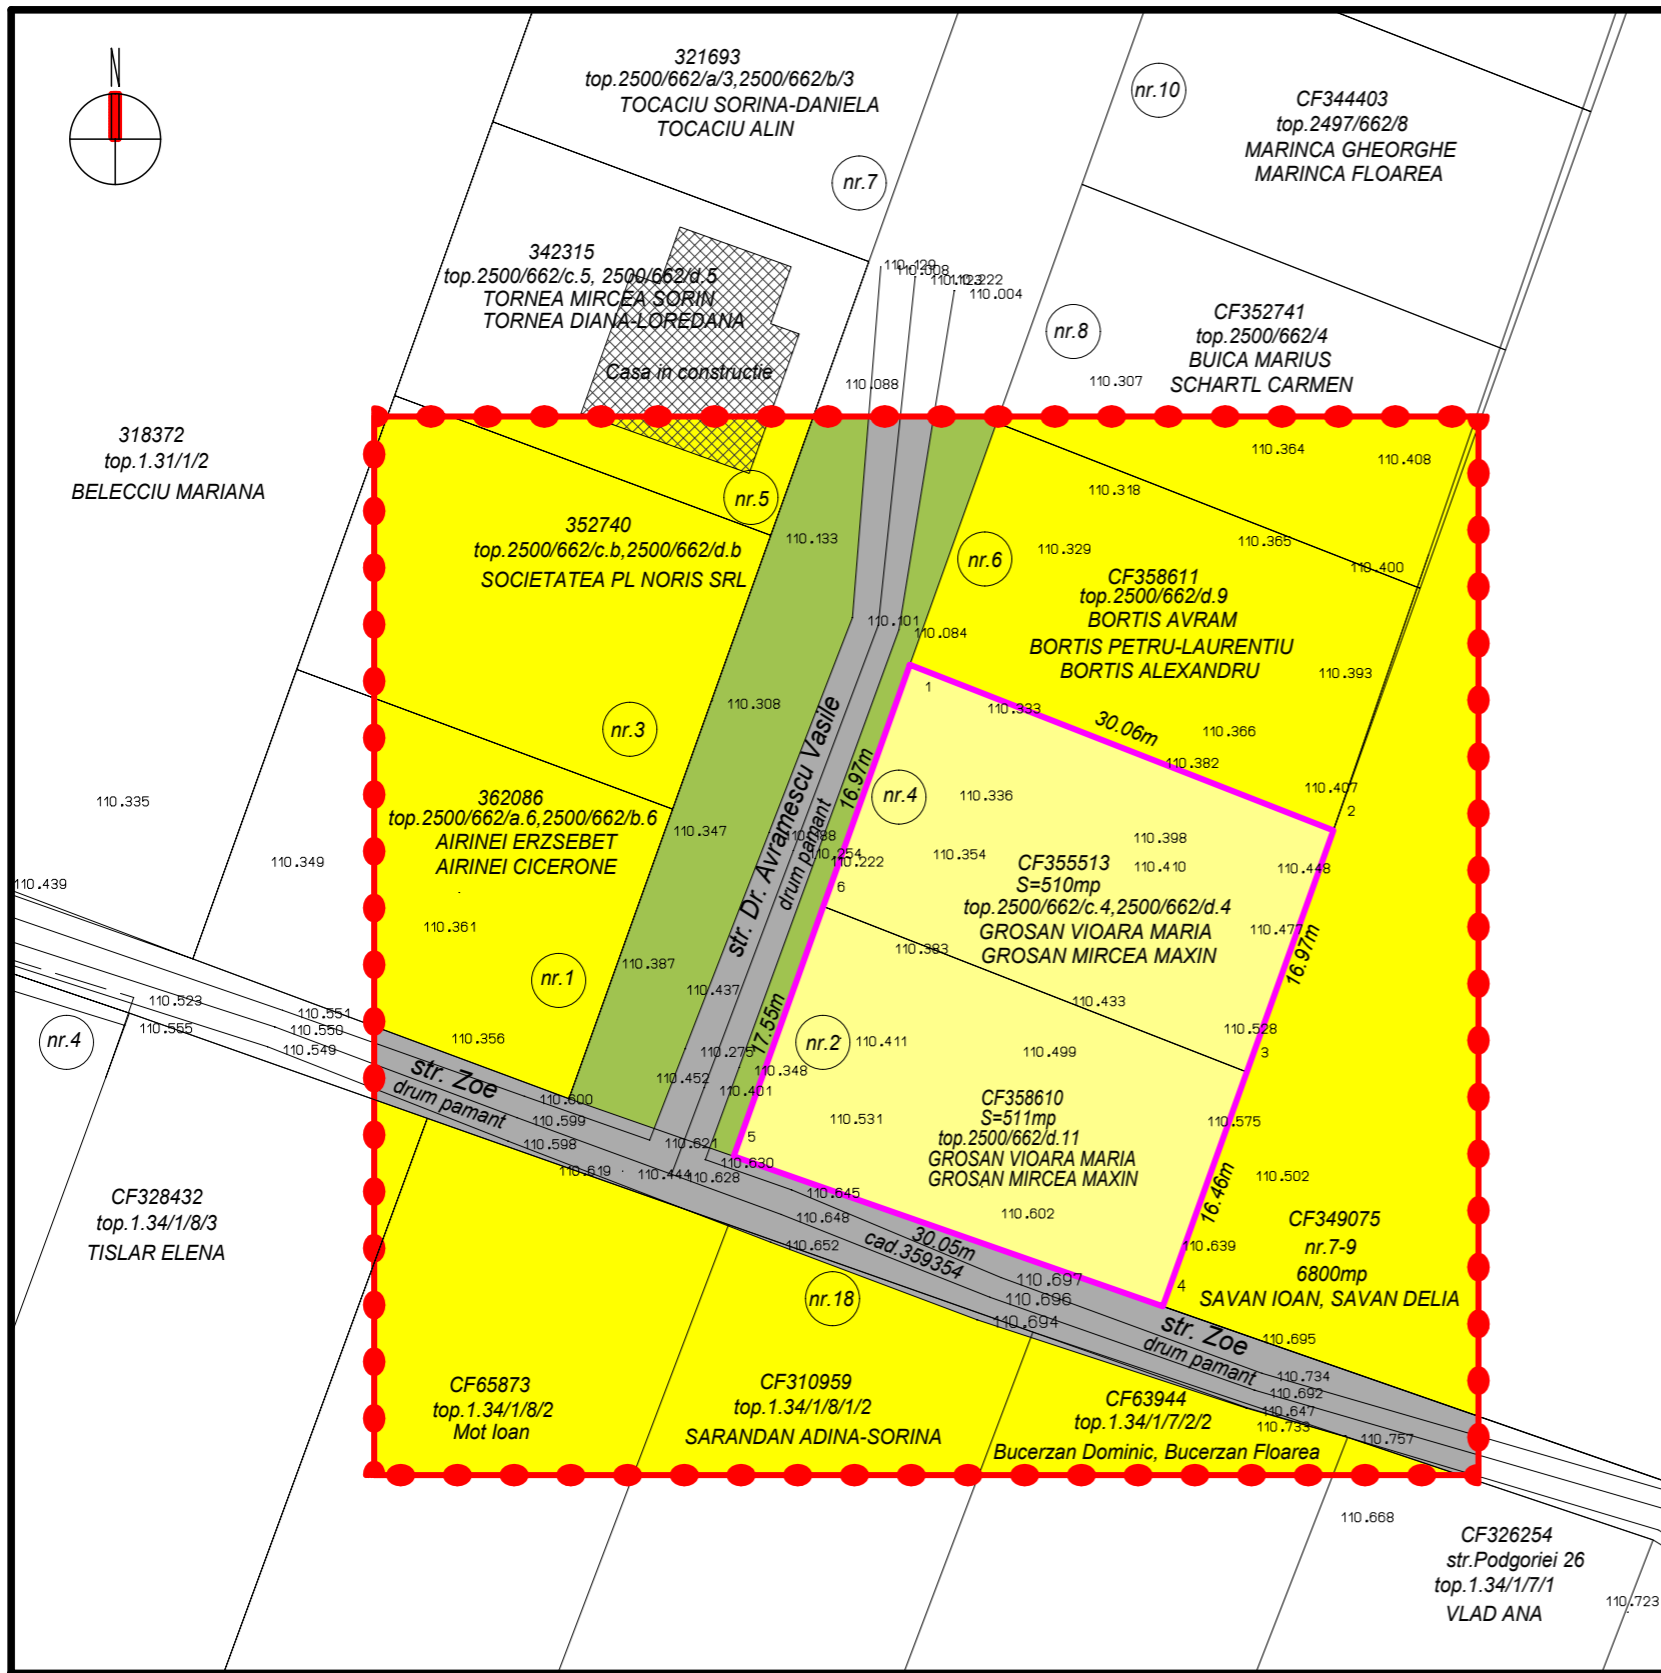 N
321693
top.2500/662/a/3,2500/662/b/3
TOCACIU SORINA-DANIELA
TOCACIU ALIN
nr.7
nr.10
CF344403
top.2497/662/8
MARINCA GHEORGHE
MARINCA FLOAREA
342315
top.2500/662/c.5, 2500/662/d.5
TORNEA MIRCEA SORIN
TORNEA DIANA-LOREDANA
Casa in constructie
110.129
110.008
110.123
110.222
110.004
110.088
nr.8
110.307
CF352741
top.2500/662/4
BUICA MARIUS
SCHARTL CARMEN
318372
top.1.31/1/2
BELECCIU MARIANA
nr.5
110.364
110.408
110.318
352740
top.2500/662/c.b,2500/662/d.b
SOCIETATEA PL NORIS SRL
110.133
nr.6
110.329
110.365
110.400
CF358611
top.2500/662/d.9
BORTIS AVRAM
BORTIS PETRU-LAURENTIU
BORTIS ALEXANDRU
110.101
110.084
110.393
110.308
nr.3
1
110.333
30.06m
110.366
110.382
110.407
2
str. Dr. Avramescu Vasile
drum pamant
16.97m
nr.4
110.336
110.335
362086
top.2500/662/a.6,2500/662/b.6
AIRINEI ERZSEBET
AIRINEI CICERONE
110.347
110.254
110.222
110.354
110.398
110.410
110.448
110.349
110.439
6
CF355513
S=510mp
top.2500/662/c.4,2500/662/d.4
GROSAN VIOARA MARIA
GROSAN MIRCEA MAXIN
110.477
16.97m
110.361
110.383
110.387
nr.1
110.437
17.55m
110.433
110.523
110.551
110.550
110.555
110.549
nr.4
110.356
110.275
nr.2
110.411
110.499
110.528
3
str. Zoe
drum pamant
110.452
110.348
110.401
110.600
110.599
110.598
110.531
CF358610
S=511mp
top.2500/662/d.11
GROSAN VIOARA MARIA
GROSAN MIRCEA MAXIN
110.575
110.621
5
110.630
110.619
110.444
110.628
110.645
110.502
110.602
16.46m
110.639
CF328432
top.1.34/1/8/3
TISLAR ELENA
110.648
110.652
30.05m
cad.359354
110.697
110.696
110.694
4
CF349075
nr.7-9
6800mp
SAVAN IOAN, SAVAN DELIA
nr.18
str. Zoe
drum pamant
110.695
110.734
110.692
110.647
110.733
110.757
CF65873
top.1.34/1/8/2
Mot Ioan
CF310959
top.1.34/1/8/1/2
SARANDAN ADINA-SORINA
CF63944
top.1.34/1/7/2/2
Bucerzan Dominic, Bucerzan Floarea
110.668
CF326254
str.Podgoriei 26
top.1.34/1/7/1
VLAD ANA
110.723